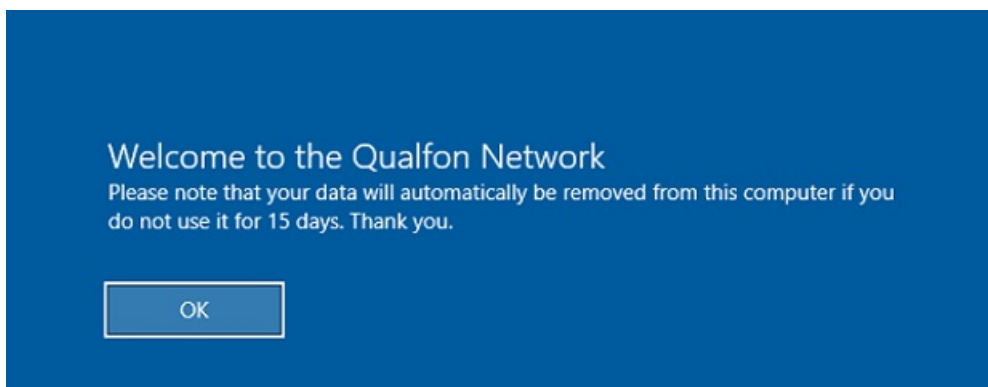 Welcome to the Qualfon Network
Please note that your data will automatically be removed from this computer if you
do not use it for 15 days. Thank you.
OK